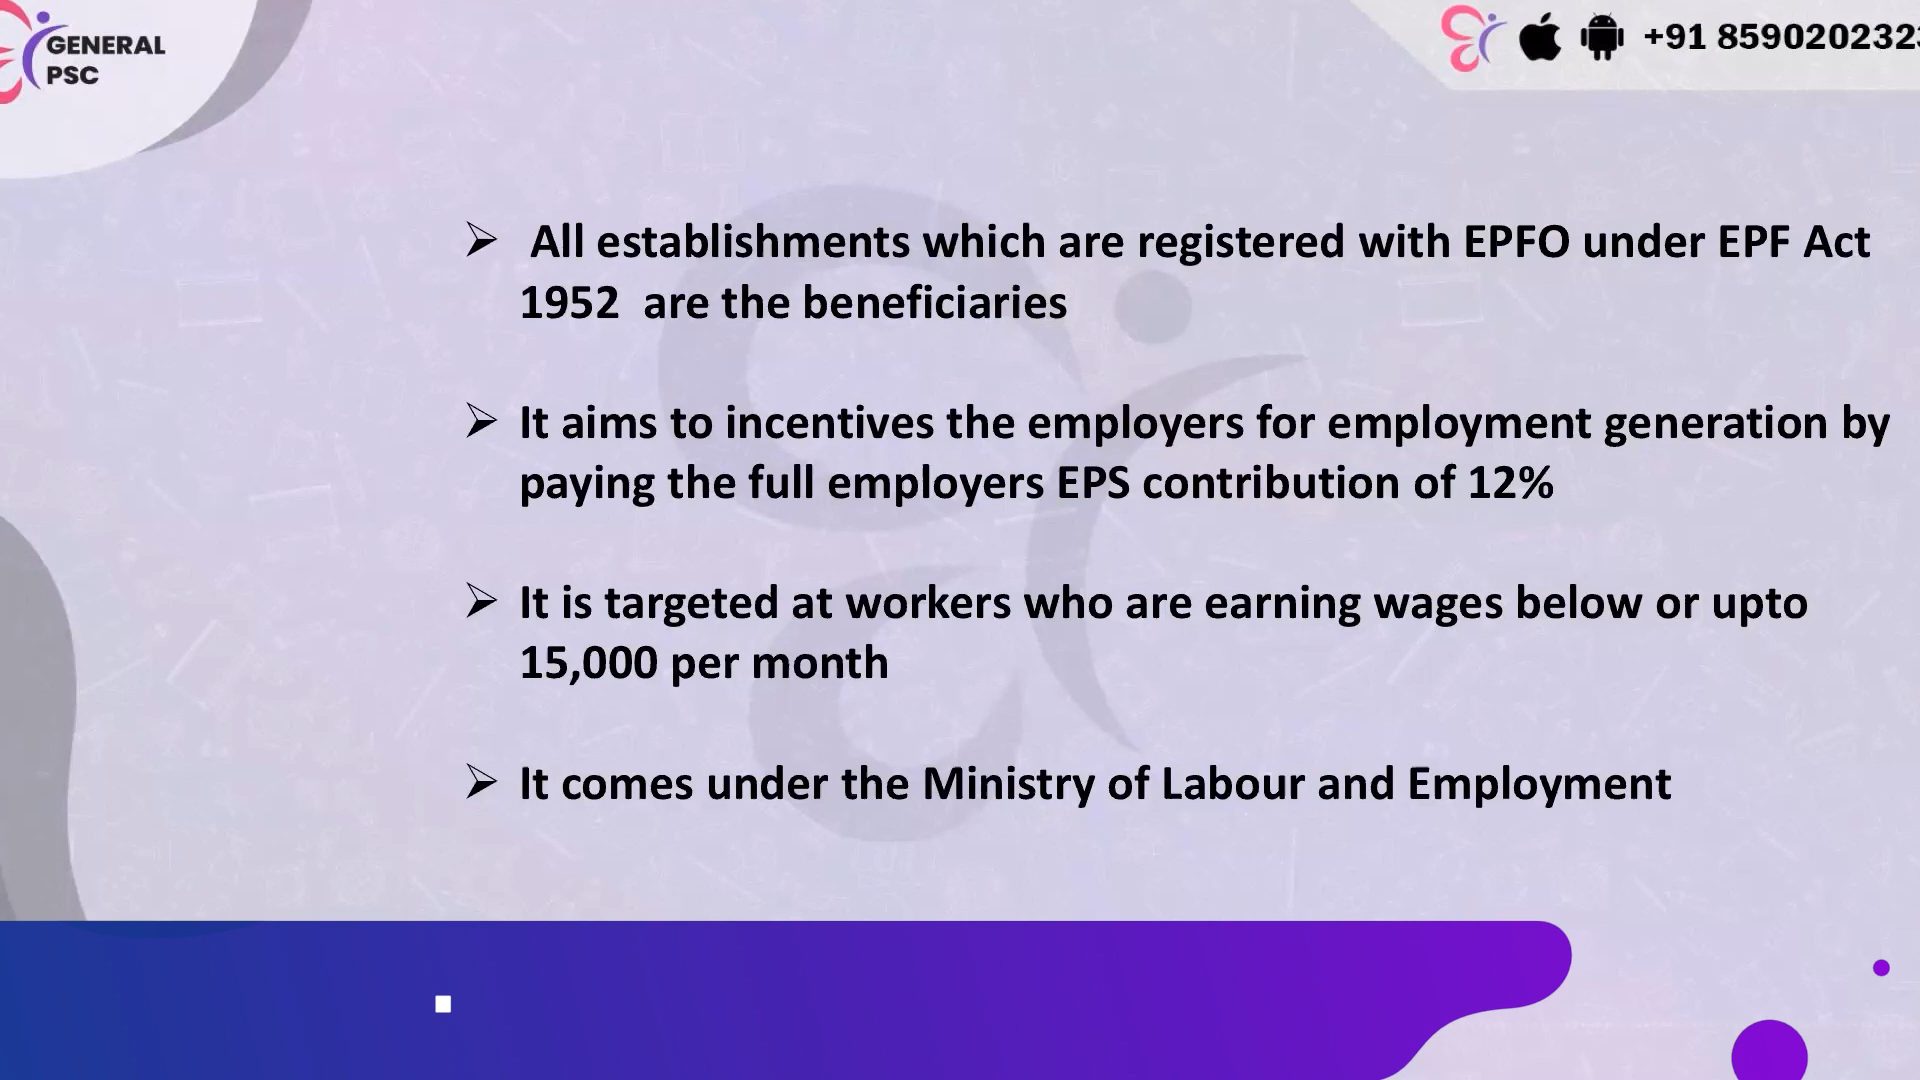 GENERAL
PSC
+91 859020232
➢ All establishments which are registered with EPFO under EPF Act
1952 are the beneficiaries
➢ It aims to incentives the employers for employment generation by
paying the full employers EPS contribution of 12%
➢ It is targeted at workers who are earning wages below or upto
15,000 per month
➢ It comes under the Ministry of Labour and Employment